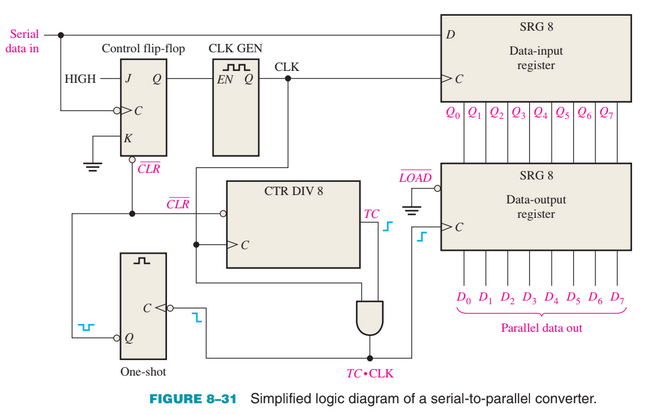 Serial
data in
Control flip-flop
CLK GEN
SRG 8
D
Data-input
register
HIGH
J
Q
EN Q
CLK
C
C
K
Q0 Q1 Q2 Q3 Q4 Q5 Q6 Q7
CLR
SRG 8
LOAD
CTR DIV 8
CLR
Data-output
register
TC
C
C
C
D0 D1 D2 D3 D4 D5 D6 D7
Q
Parallel data out
One-shot
TC•CLK
FIGURE 8–31 Simplified logic diagram of a serial-to-parallel converter.